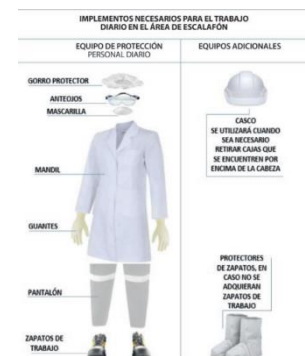 IMPLEMENTOS NECESARIOS PARA EL TRABAJO
DIARIO EN EL ÁREA DE ESCALAFÓN
EQUIPO DE PROTECCIÓN
PERSONAL DIARIO
EQUIPOS ADICIONALES
GORRO PROTECTOR
ANTEOJOS
MASCARILLA
MANDIL
GUANTES
PANTALÓN
ZAPATOS DE
TRABAJO
CASCO
SE UTILIZARÁ CUANDO
SEA NECESARIO
RETIRAR CAJAS QUE
SE ENCUENTREN POR
ENCIMA DE LA CABEZA
PROTECTORES
DE ZAPATOS, EN
CASO NO SE
ADQUIERAN
ZAPATOS DE
TRABAJO